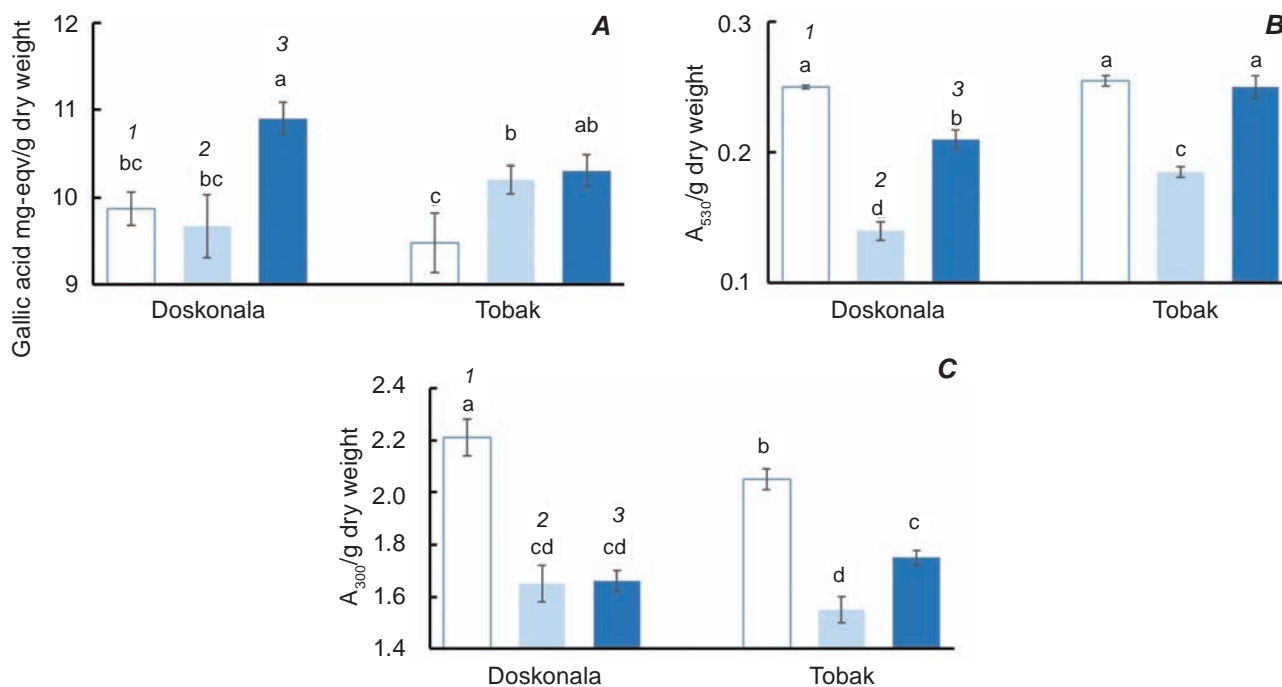 A
Gallic acid mg-eqv/g dry weight
12
11
10
9
1
bc
2
bc
3
a
c
b
ab
Doskonala
Tobak
B
A530/g dry weight
0.3
0.2
0.1
1
a
2
d
3
b
a
c
a
Doskonala
Tobak
C
A300/g dry weight
2.4
2.2
2.0
1.8
1.6
1.4
1
a
2
cd
3
cd
b
d
c
Doskonala
Tobak